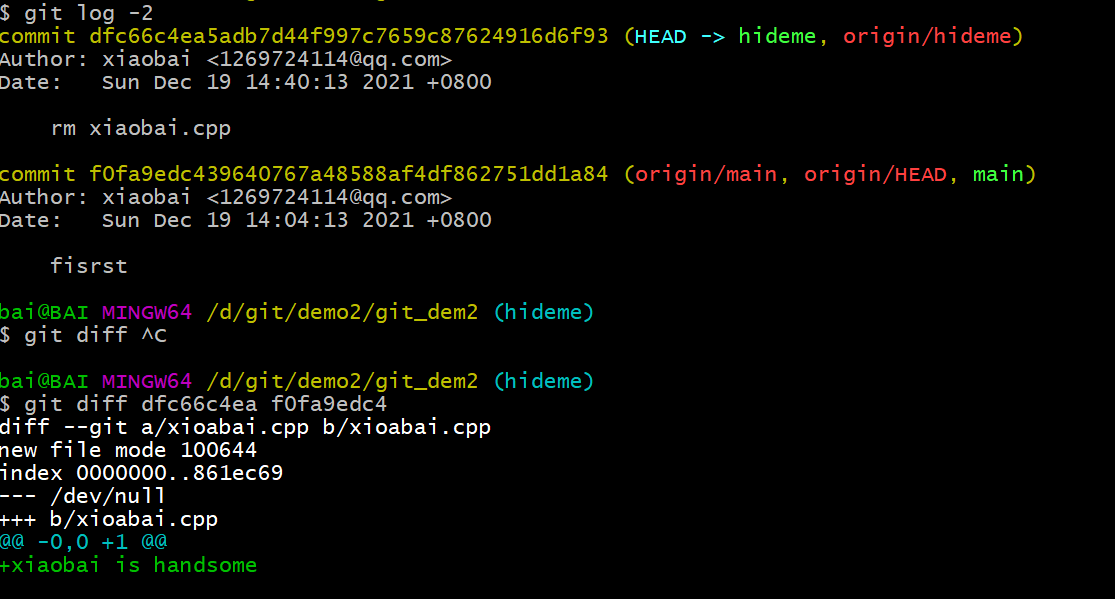 $ git log -2
commit dfc66c4ea5adb7d44f997c7659c87624916d6f93 (HEAD -> hideme, origin/hideme)
Author: xiaobai <1269724114@qq.com>
Date:   Sun Dec 19 14:40:13 2021 +0800
    rm xiaobai.cpp
commit f0fa9edc439640767a48588af4df862751dd1a84 (origin/main, origin/HEAD, main)
Author: xiaobai <1269724114@qq.com>
Date:   Sun Dec 19 14:04:13 2021 +0800
    fisrst
bai@BAI MINGW64 /d/git/demo2/git_dem2 (hideme)
$ git diff ^C
bai@BAI MINGW64 /d/git/demo2/git_dem2 (hideme)
$ git diff dfc66c4ea f0fa9edc4
diff --git a/xioabai.cpp b/xioabai.cpp
new file mode 100644
index 0000000..861ec69
--- /dev/null
+++ b/xioabai.cpp
@@ -0,0 +1 @@
+xiaobai is handsome